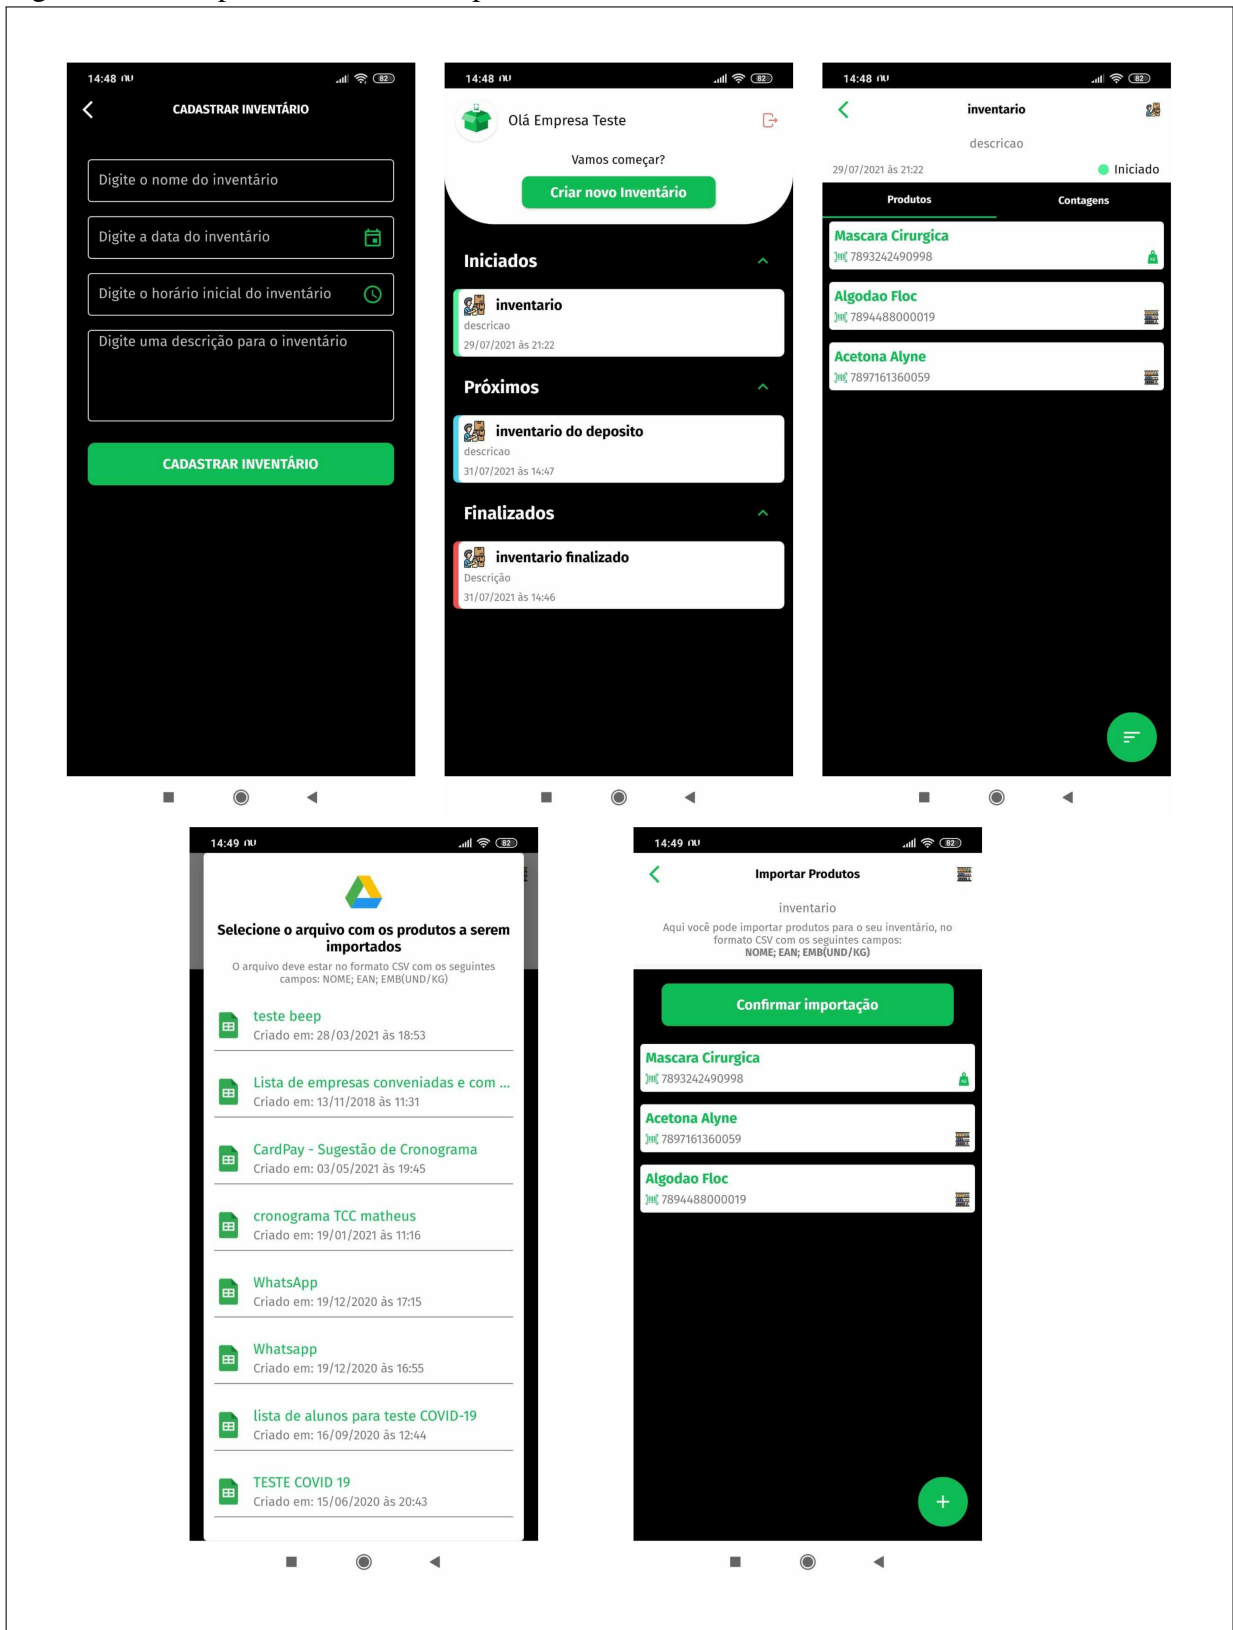 14:48
82
CADASTRAR INVENTÁRIO
Digite o nome do inventário
Digite a data do inventário
Digite o horário inicial do inventário
Digite uma descrição para o inventário
CADASTRAR INVENTÁRIO
14:48
82
Olá Empresa Teste
Vamos começar?
Criar novo Inventário
Iniciados
inventario
descricao
29/07/2021 às 21:22
Próximos
inventario do deposito
descricao
31/07/2021 às 14:47
Finalizados
inventario finalizado
Descrição
31/07/2021 às 14:46
14:48
82
inventario
descricao
29/07/2021 às 21:22
Iniciado
Produtos
Contagens
Mascara Cirurgica
7893242490998
Algodao Floc
7894488000019
Acetona Alyne
7897161360059
14:49
82
Selecione o arquivo com os produtos a serem
importados
O arquivo deve estar no formato CSV com os seguintes
campos: NOME; EAN; EMB(UND/KG)
teste beep
Criado em: 28/03/2021 às 18:53
Lista de empresas conveniadas e com ...
Criado em: 13/11/2018 às 11:31
CardPay - Sugestão de Cronograma
Criado em: 03/05/2021 às 19:45
cronograma TCC matheus
Criado em: 19/01/2021 às 11:16
WhatsApp
Criado em: 19/12/2020 às 17:15
Whatsapp
Criado em: 19/12/2020 às 16:55
lista de alunos para teste COVID-19
Criado em: 16/09/2020 às 12:44
TESTE COVID 19
Criado em: 15/06/2020 às 20:43
14:49
82
Importar Produtos
inventario
Aqui você pode importar produtos para o seu inventário, no
formato CSV com os seguintes campos:
NOME; EAN; EMB(UND/KG)
Confirmar importação
Mascara Cirurgica
7893242490998
Acetona Alyne
7897161360059
Algodao Floc
7894488000019